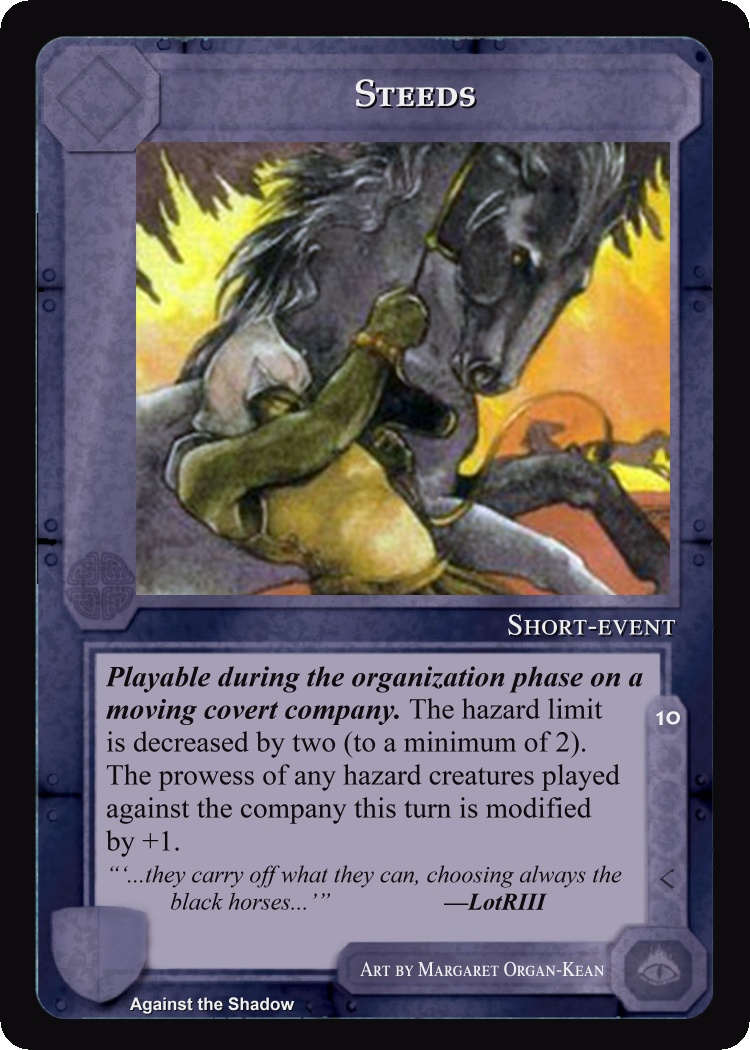 Steeds
Short-event
Playable during the organization phase on a
moving covert company. The hazard limit
is decreased by two (to a minimum of 2).
The prowess of any hazard creatures played
against the company this turn is modified
by +1.
“‘...they carry off what they can, choosing always the
black horses...’” —LotRIII
10
Art by Margaret Organ-Kean
Against the Shadow